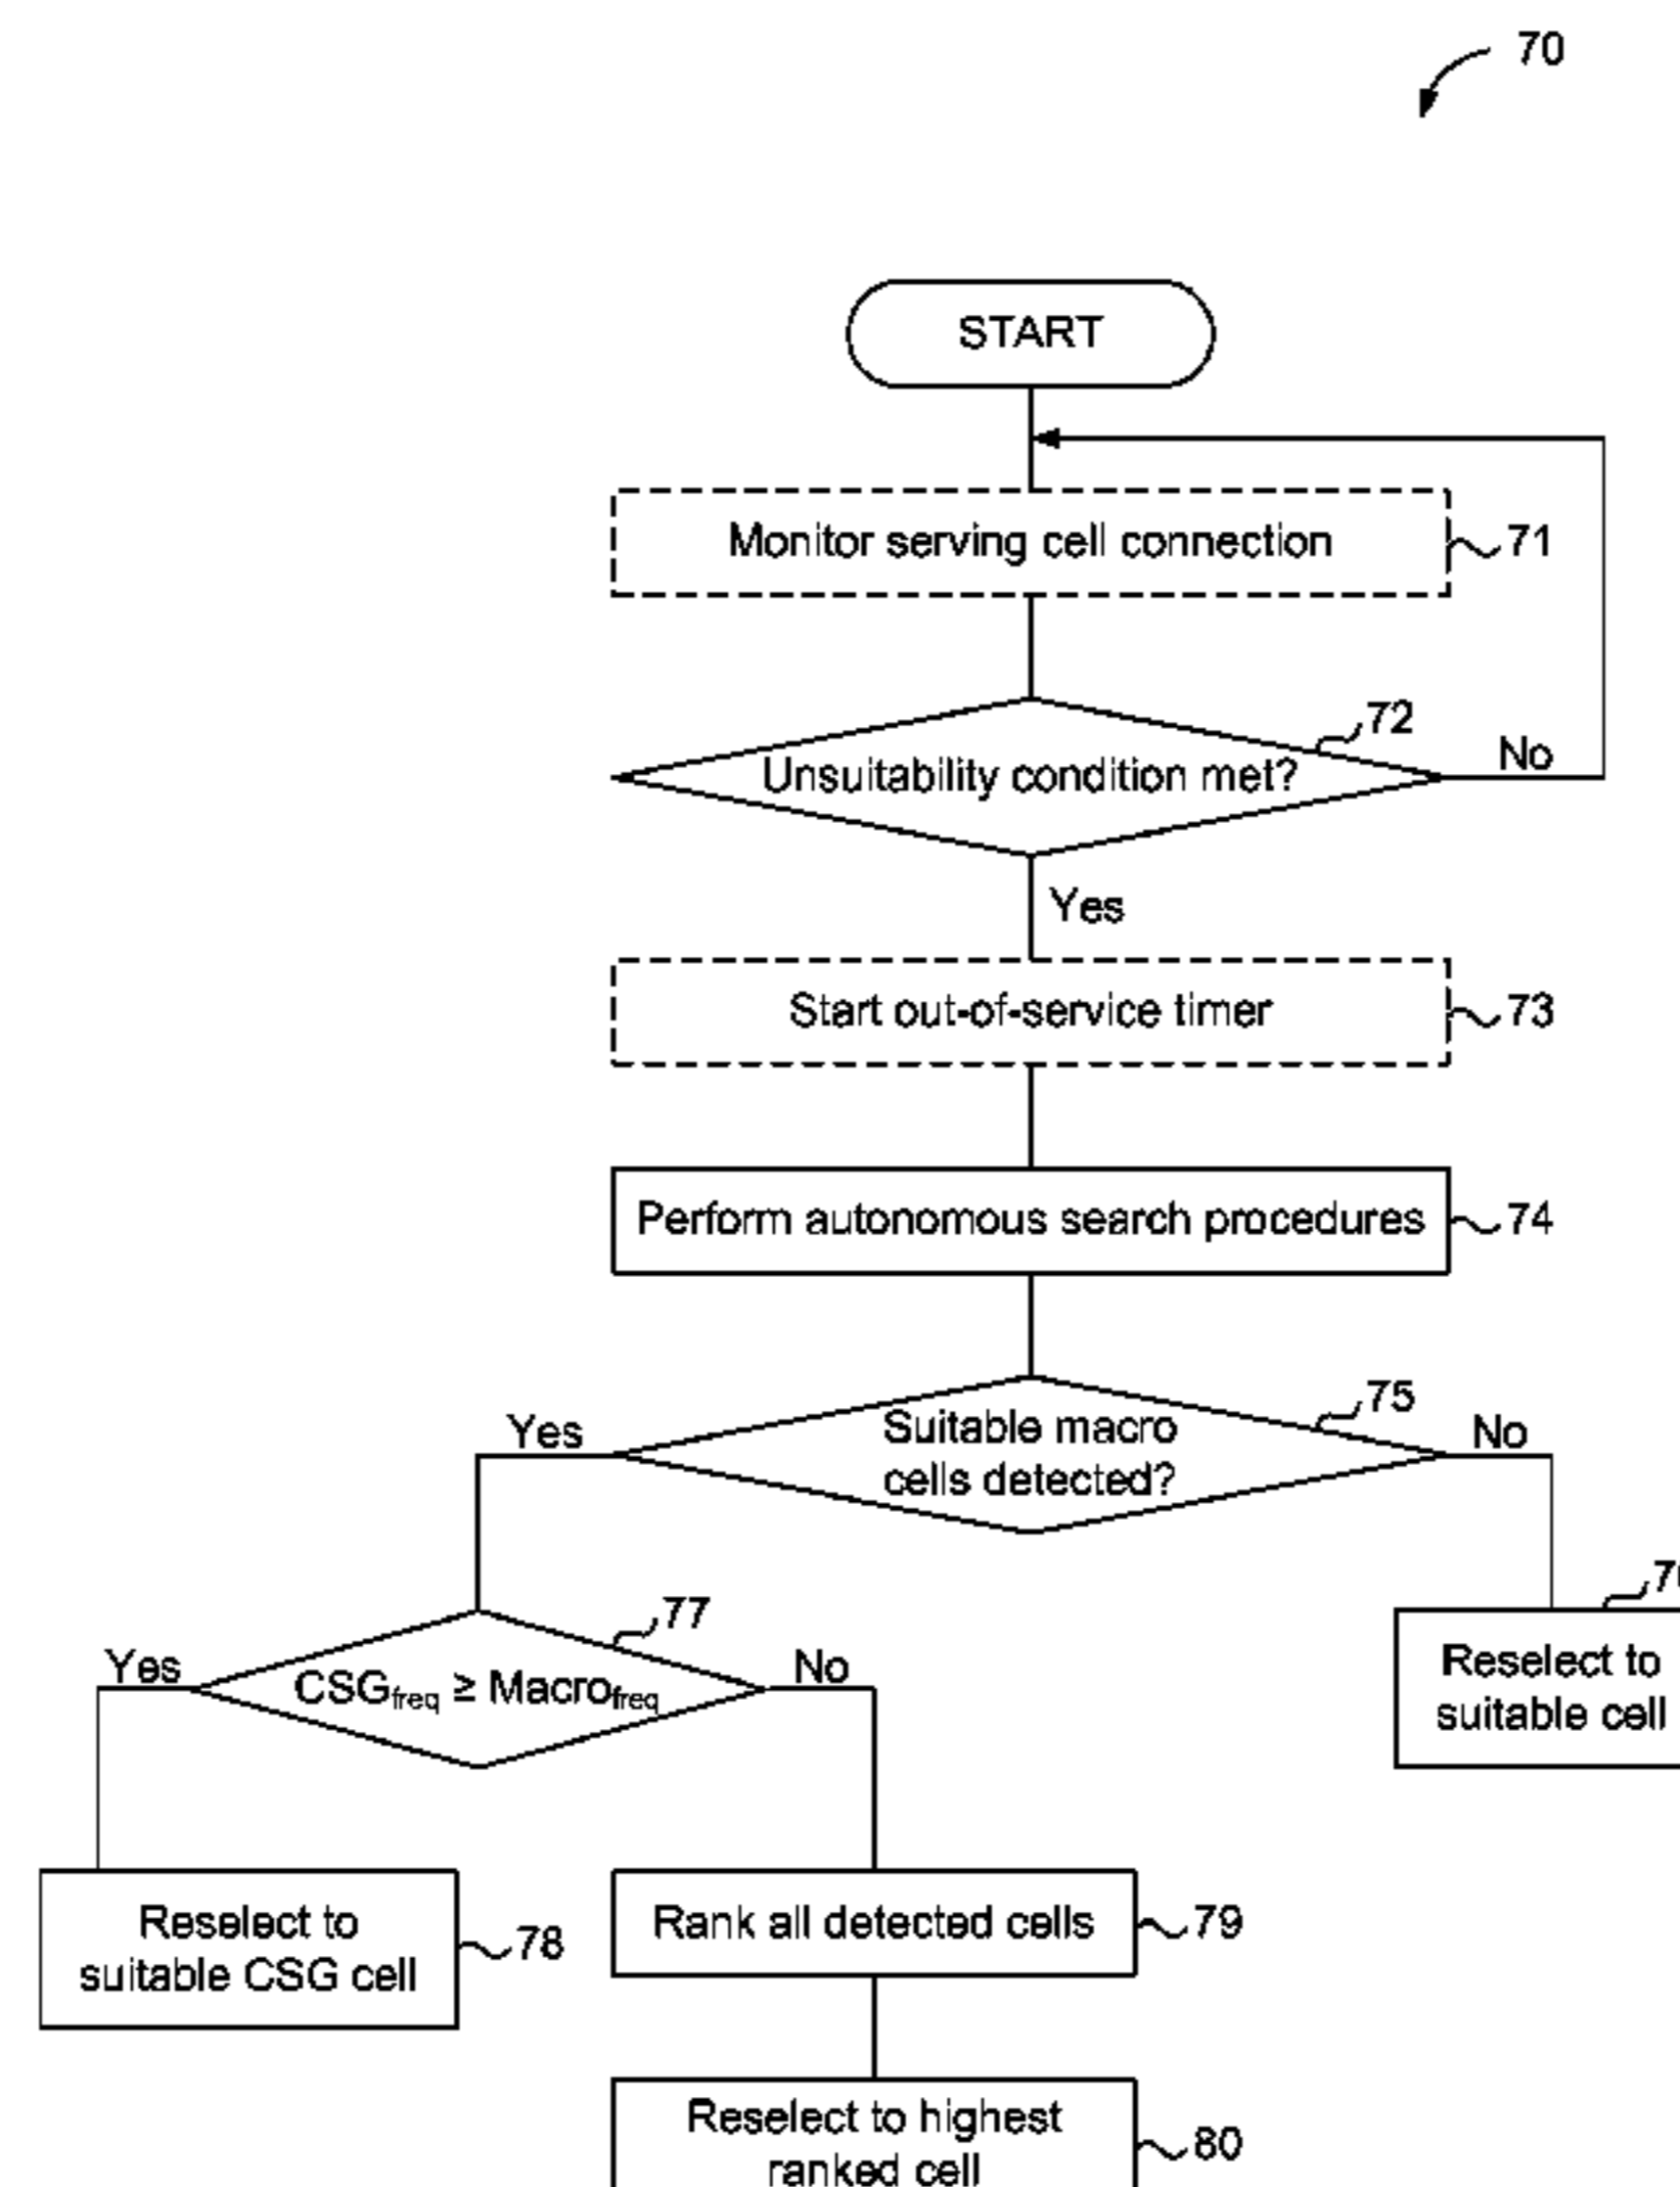 70
START
Monitor serving cell connection
71
72
Unsuitability condition met?
No
Yes
Start out-of-service timer
73
Perform autonomous search procedures
74
75
Yes
Suitable macro
cells detected?
No
77
Yes
CSGfreq ≥ Macrofreq
No
Reselect to
suitable cell
Reselect to
suitable CSG cell
78
Rank all detected cells
79
Reselect to highest
ranked cell
80